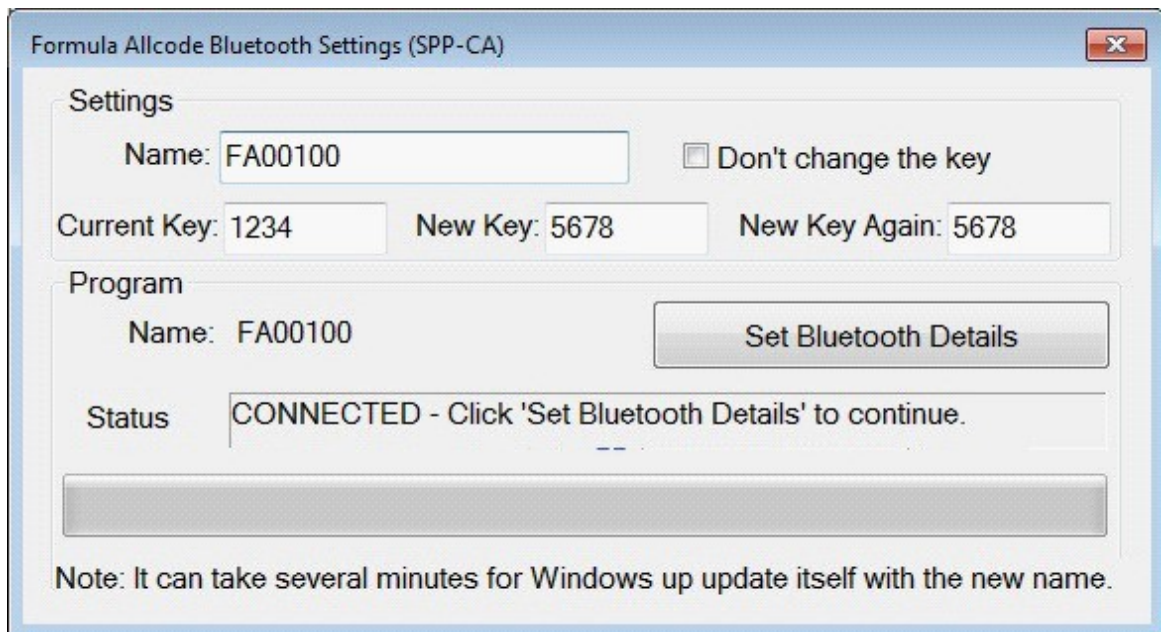 Formula Allcode Bluetooth Settings (SPP-CA)
Settings
Name: FA00100
Don't change the key
Current Key: 1234 New Key: 5678 New Key Again: 5678
Program
Name: FA00100
Set Bluetooth Details
Status CONNECTED - Click 'Set Bluetooth Details' to continue.
Note: It can take several minutes for Windows up update itself with the new name.